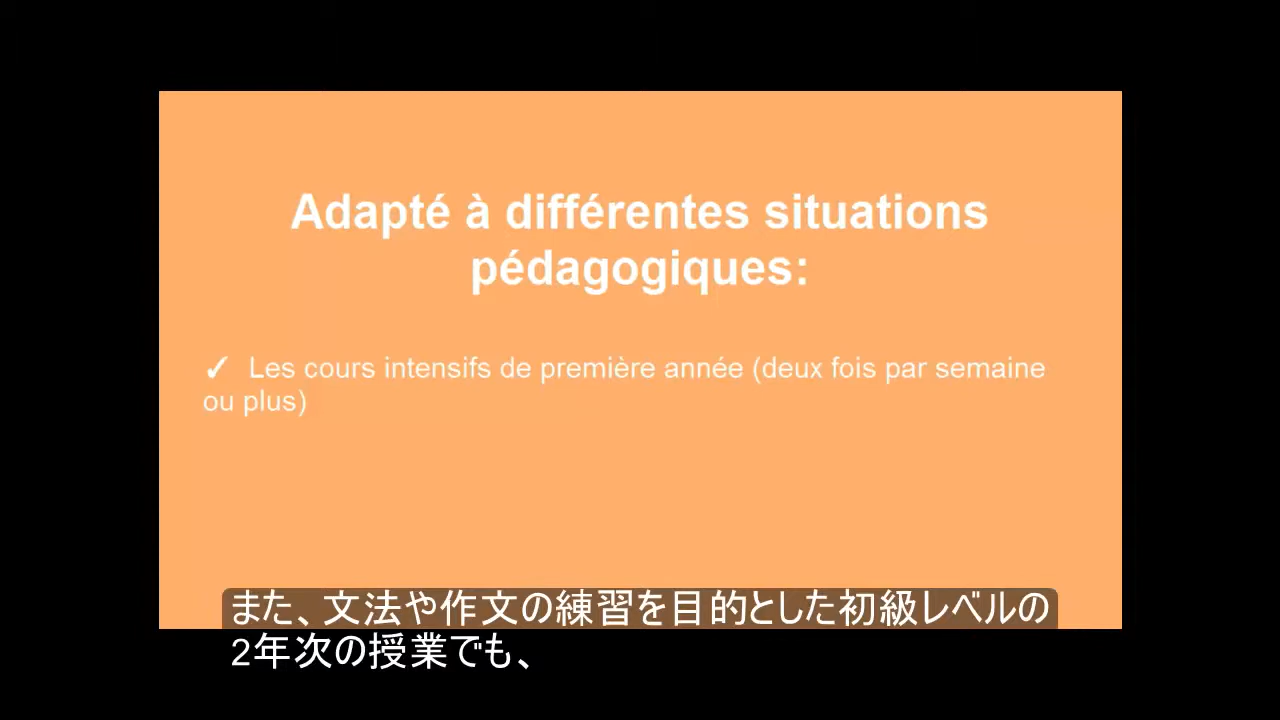 Adapté à différentes situations
pédagogiques:
✓ Les cours intensifs de première année (deux fois par semaine
ou plus)
また、文法や作文の練習を目的とした初級レベルの
2年次の授業でも、